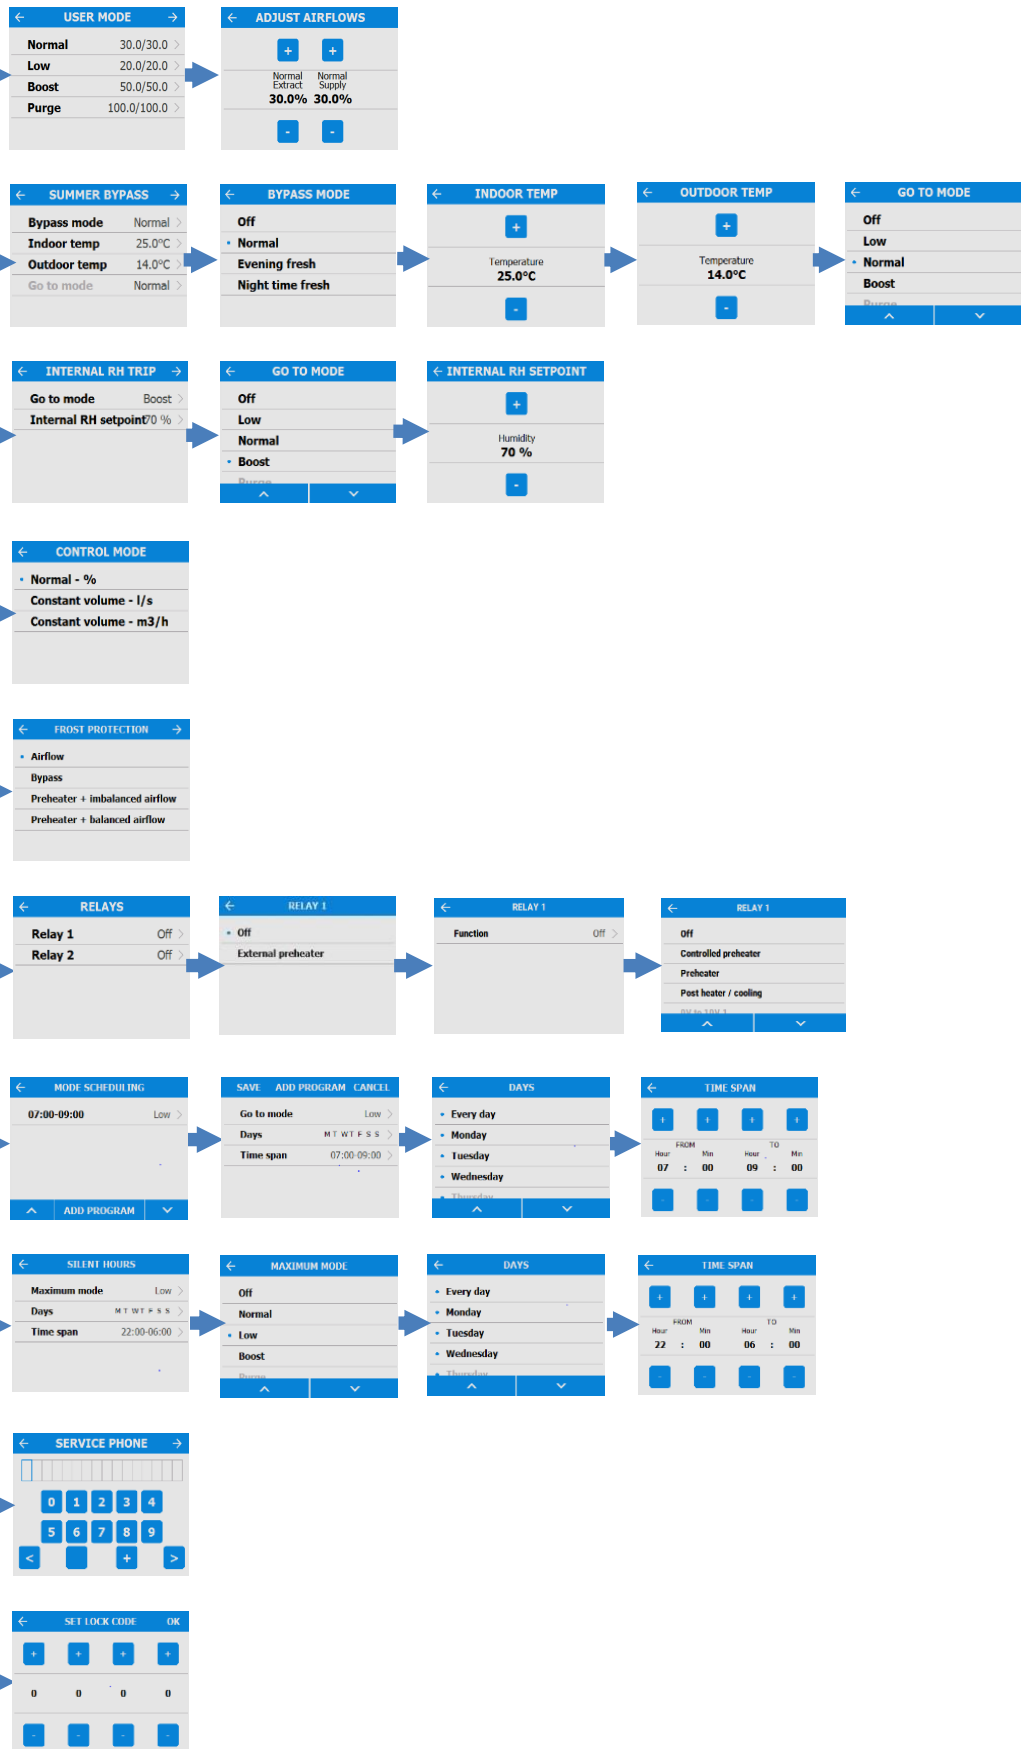 ← USER MODE →
Normal 30.0/30.0 >
Low 20.0/20.0 >
Boost 50.0/50.0 >
Purge 100.0/100.0 >
← ADJUST AIRFLOWS
+ +
Normal Normal
Extract Supply
30.0% 30.0%
- -
← SUMMER BYPASS →
Bypass mode Normal >
Indoor temp 25.0°C >
Outdoor temp 14.0°C >
Go to mode Normal >
← BYPASS MODE
Off
• Normal
Evening fresh
Night time fresh
← INDOOR TEMP
+
Temperature
25.0°C
-
← OUTDOOR TEMP
+
Temperature
14.0°C
-
← GO TO MODE
Off
Low
• Normal
Boost
Purge
← INTERNAL RH TRIP →
Go to mode Boost >
Internal RH setpoint 70 % >
← GO TO MODE
Off
Low
Normal
• Boost
Purge
← INTERNAL RH SETPOINT
+
Humidity
70 %
-
← CONTROL MODE
• Normal - %
Constant volume - l/s
Constant volume - m3/h
← FROST PROTECTION →
• Airflow
Bypass
Preheater + imbalanced airflow
Preheater + balanced airflow
← RELAYS
Relay 1 Off >
Relay 2 Off >
← RELAY 1
• Off
External preheater
← RELAY 1
Function Off >
← RELAY 1
Off
Controlled preheater
Preheater
Post heater / cooling
0V to 10V 1
← MODE SCHEDULING
07:00-09:00 Low >
ADD PROGRAM
SAVE ADD PROGRAM CANCEL
Go to mode Low >
Days M T W T F S S >
Time span 07:00-09:00 >
← DAYS
• Every day
• Monday
• Tuesday
• Wednesday
• Thursday
← TIME SPAN
+ + + +
FROM TO
Hour Min Hour Min
07 : 00 09 : 00
- - - -
← SILENT HOURS
Maximum mode Low >
Days M T W T F S S >
Time span 22:00-06:00 >
← MAXIMUM MODE
Off
Normal
• Low
Boost
Purge
← DAYS
• Every day
• Monday
• Tuesday
• Wednesday
• Thursday
← TIME SPAN
+ + + +
FROM TO
Hour Min Hour Min
22 : 00 06 : 00
- - - -
← SERVICE PHONE →
0 1 2 3 4
5 6 7 8 9
< + >
← SET LOCK CODE OK
+ + + +
0 0 0 0
- - - -